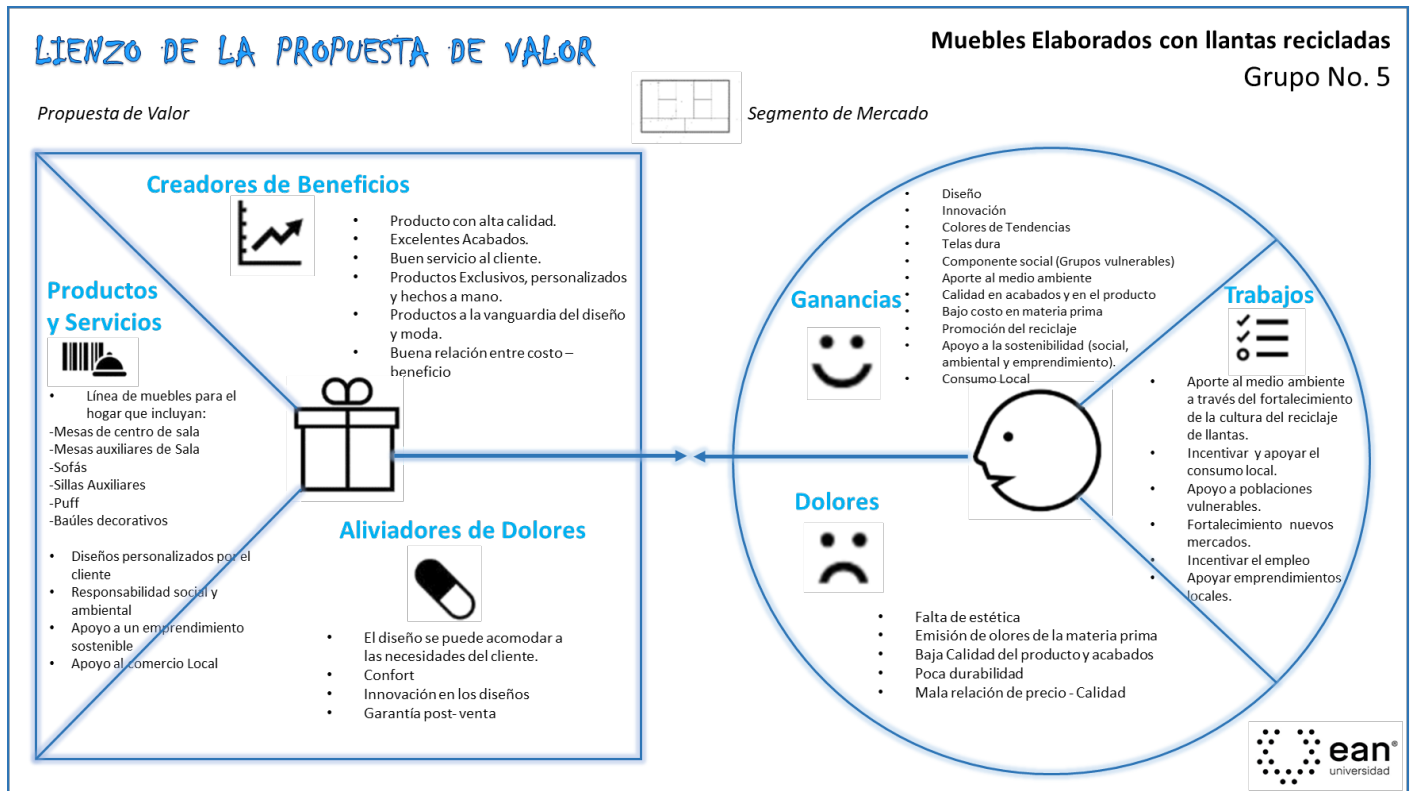 LIENZO DE LA PROPUESTA DE VALOR
Muebles Elaborados con llantas recicladas
Grupo No. 5
Propuesta de Valor
Segmento de Mercado
Creadores de Beneficios
• Producto con alta calidad.
• Excelentes Acabados.
• Buen servicio al cliente.
• Productos Exclusivos, personalizados
y hechos a mano.
• Productos a la vanguardia del diseño
y moda.
• Buena relación entre costo –
beneficio
Productos
y Servicios
• Línea de muebles para el
hogar que incluyan:
-Mesas de centro de sala
-Mesas auxiliares de Sala
-Sofás
-Sillas Auxiliares
-Puff
-Baúles decorativos
• Diseños personalizados por el
cliente
• Responsabilidad social y
ambiental
• Apoyo a un emprendimiento
sostenible
• Apoyo al comercio Local
Aliviadores de Dolores
• El diseño se puede acomodar a
las necesidades del cliente.
• Confort
• Innovación en los diseños
• Garantía post- venta
Ganancias
• Diseño
• Innovación
• Colores de Tendencias
• Telas dura
• Componente social (Grupos vulnerables)
• Aporte al medio ambiente
• Calidad en acabados y en el producto
• Bajo costo en materia prima
• Promoción del reciclaje
• Apoyo a la sostenibilidad (social,
ambiental y emprendimiento).
• Consumo Local
Trabajos
• Aporte al medio ambiente
a través del fortalecimiento
de la cultura del reciclaje
de llantas.
• Incentivar y apoyar el
consumo local.
• Apoyo a poblaciones
vulnerables.
• Fortalecimiento nuevos
mercados.
• Incentivar el empleo
• Apoyar emprendimientos
locales.
Dolores
• Falta de estética
• Emisión de olores de la materia prima
• Baja Calidad del producto y acabados
• Poca durabilidad
• Mala relación de precio - Calidad
ean®
universidad